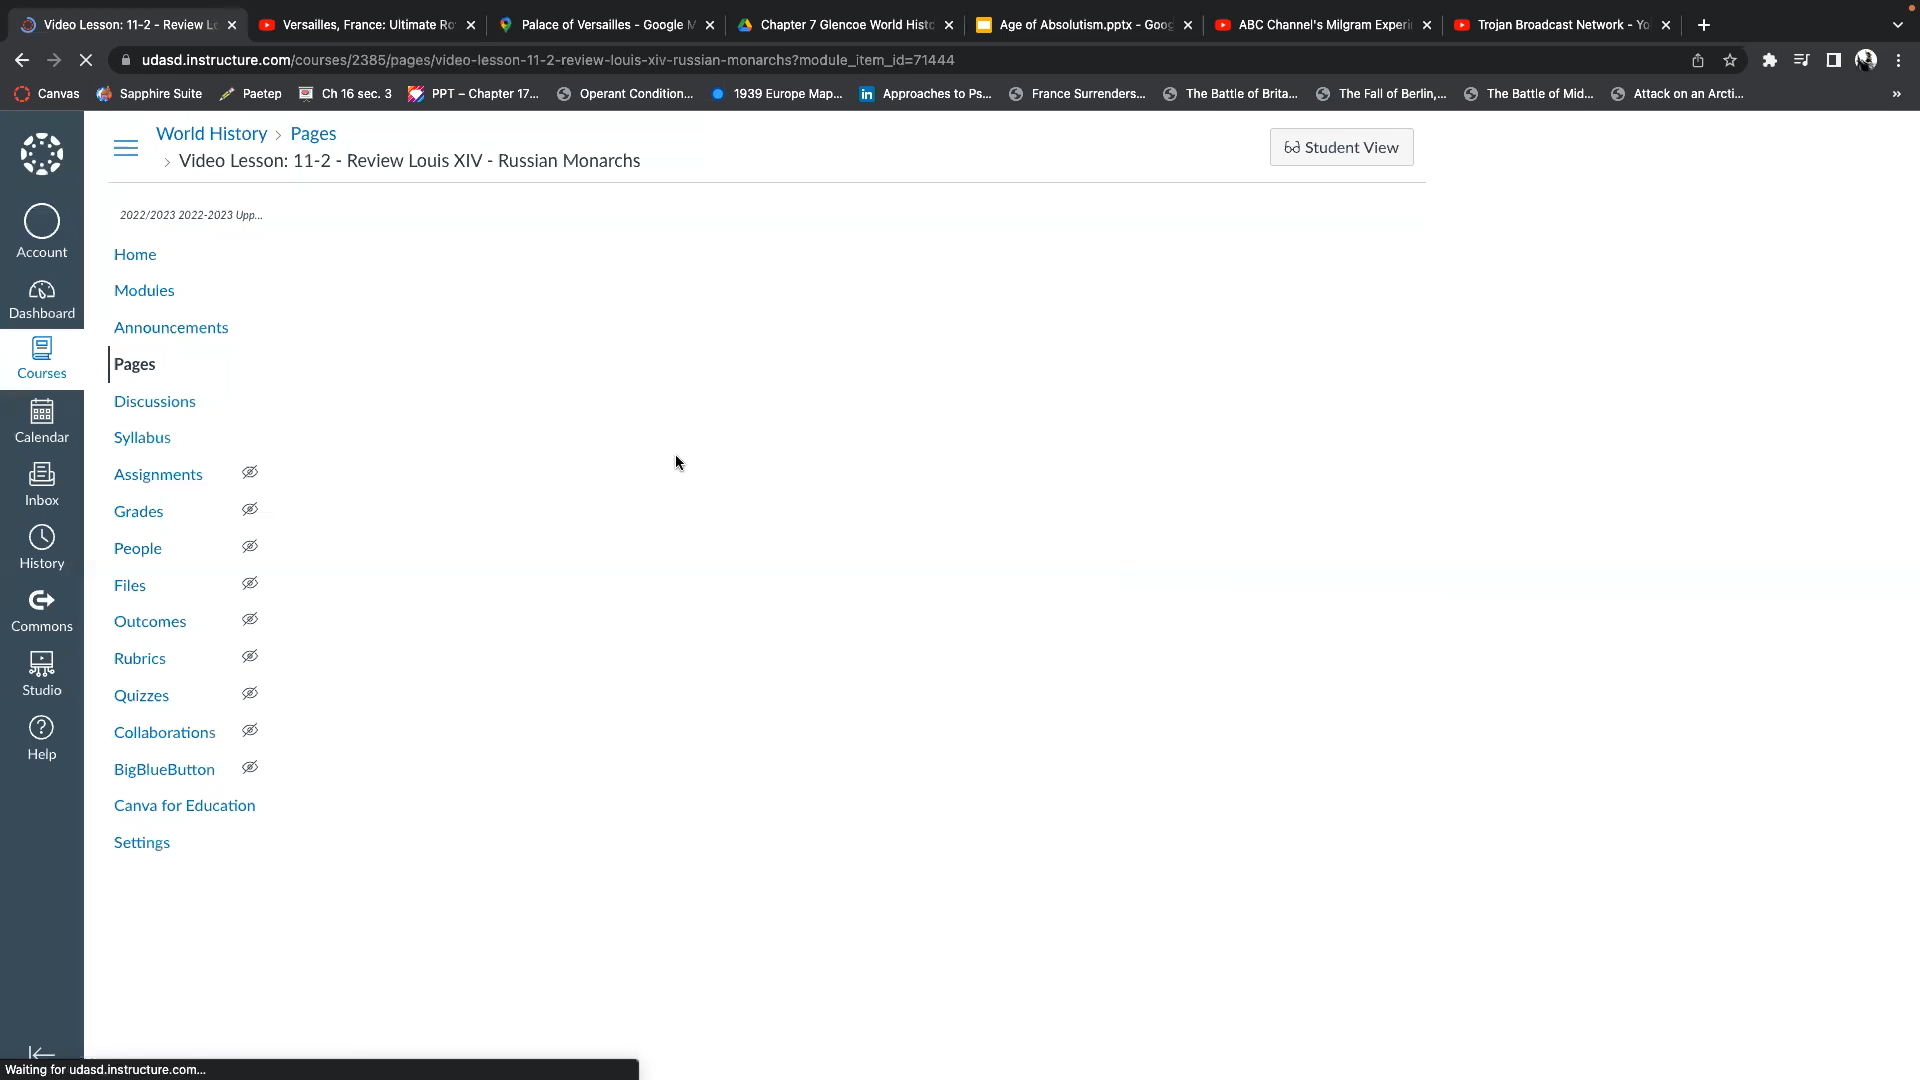 Video Lesson: 11-2 - Review Le
Versailles, France: Ultimate Ro
Palace of Versailles - Google M
Chapter 7 Glencoe World Histo
Age of Absolutism.pptx - Goog
ABC Channel's Milgram Experi
Trojan Broadcast Network - Yo
udasd.instructure.com/courses/2385/pages/video-lesson-11-2-review-louis-xiv-russian-monarchs?module_item_id=71444
Canvas
Sapphire Suite
Paetep
Ch 16 sec. 3
PPT – Chapter 17...
Operant Condition...
1939 Europe Map...
Approaches to Ps...
France Surrenders...
The Battle of Brita...
The Fall of Berlin,...
The Battle of Mid...
Attack on an Arcti...
»
World History > Pages
> Video Lesson: 11-2 - Review Louis XIV - Russian Monarchs
Student View
2022/2023 2022-2023 Upp...
Home
Modules
Announcements
Pages
Discussions
Syllabus
Assignments
Grades
People
Files
Outcomes
Rubrics
Quizzes
Collaborations
BigBlueButton
Canva for Education
Settings
Account
Dashboard
Courses
Calendar
Inbox
History
Commons
Studio
Help
Waiting for udasd.instructure.com...